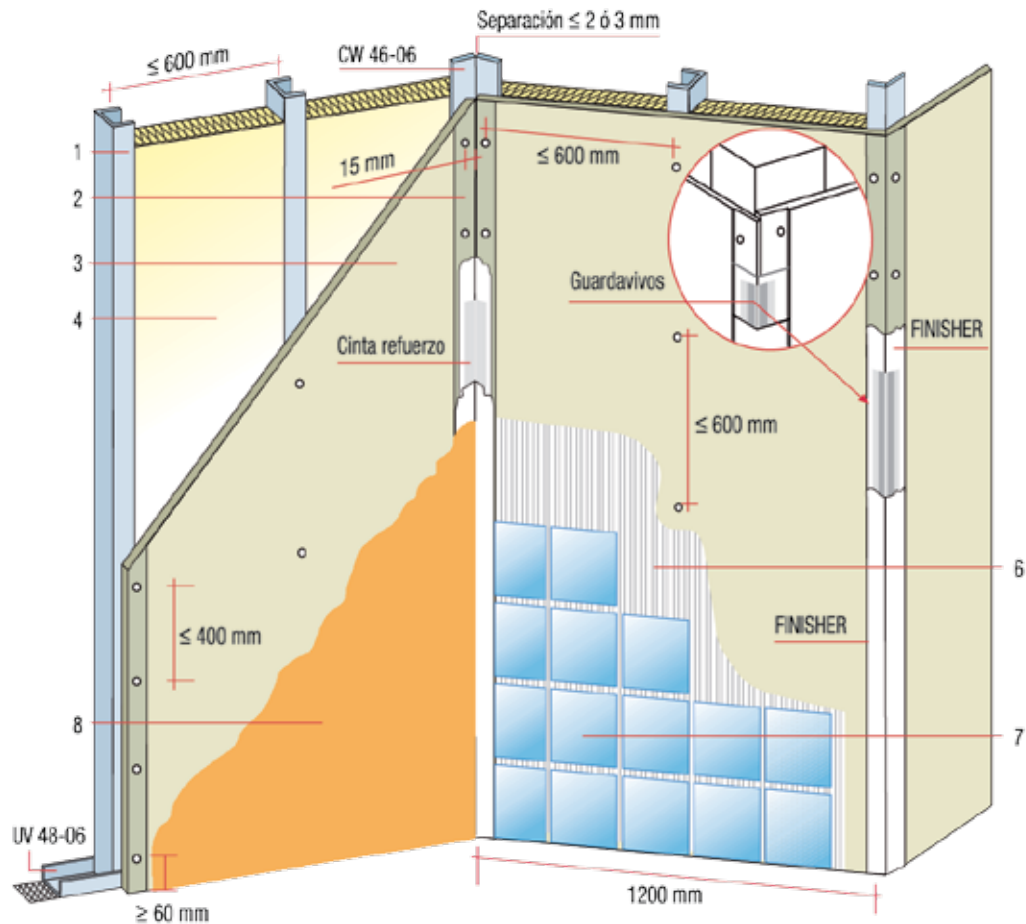 Separación ≤ 2 ó 3 mm
≤ 600 mm
CW 46-06
1
15 mm
≤ 600 mm
2
3
Guardavivos
4
FINISHER
Cinta refuerzo
≤ 600 mm
6
≤ 400 mm
FINISHER
8
7
UV 48-06
1200 mm
≥ 60 mm